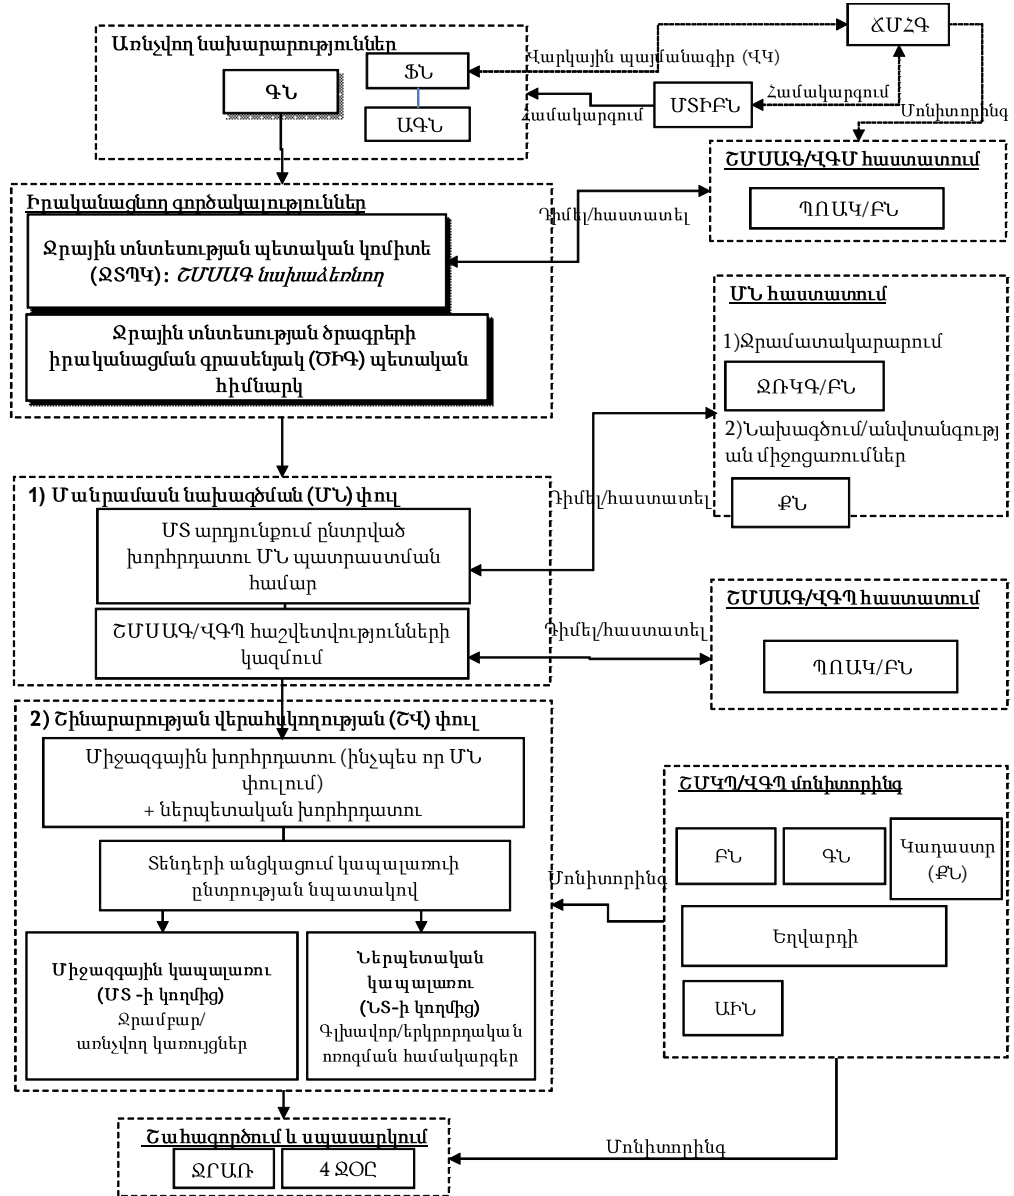 Առնչվող նախարարություններ
ՖՆ
ԳՆ
ԱԳՆ
Վարկային պայմանագիր (ՎԿ)
ՃՄՀԳ
ՄՏԻԲՆ
Համակարգում
Համակարգում
Մոնիտորինգ
ՇՄՍԱԳ/ՎԳՄ հաստատում
ՊՈԱԿ/ԲՆ
Իրականացնող գործակալություններ
Ջրային տնտեսության պետական կոմիտե
(ՋՏՊԿ)։ ՇՄՍԱԳ նախաձեռնող
Դիմել/հաստատել
Ջրային տնտեսության ծրագրերի
իրականացման գրասենյակ (ԾԻԳ) պետական
հիմնարկ
ՄՆ հաստատում
1)Ջրամատակարարում
ՋՌԿԳ/ԲՆ
2)Նախագծում/անվտանգությ
ան միջոցառումներ
ՔՆ
1) Մանրամասն նախագծման (ՄՆ) փուլ
ՄՏ արդյունքում ընտրված
խորհրդատու ՄՆ պատրաստման
համար
Դիմել/հաստատել
ՇՄՍԱԳ/ՎԳՊ հաշվետվությունների
կազմում
Դիմել/հաստատել
ՇՄՍԱԳ/ՎԳՊ հաստատում
ՊՈԱԿ/ԲՆ
2) Շինարարության վերահսկողության (ՇՎ) փուլ
Միջազգային խորհրդատու (ինչպես որ ՄՆ
փուլում)
+ ներպետական խորհրդատու
Տենդերի անցկացում կապալառուի
ընտրության նպատակով
Միջազգային կապալառու
(ՄՏ -ի կողմից)
Ջրամբար/
առնչվող կառույցներ
Ներպետական
կապալառու
(ՆՏ-ի կողմից)
Գլխավոր/երկրորդական
ոռոգման համակարգեր
Մոնիտորինգ
ՇՄԿՊ/ՎԳՊ մոնիտորինգ
ԲՆ
ԳՆ
Կադաստր
(ՔՆ)
Եղվարդի
ԱԻՆ
Շահագործում և սպասարկում
ՋՐԱՌ
4 ՋՕԸ
Մոնիտորինգ